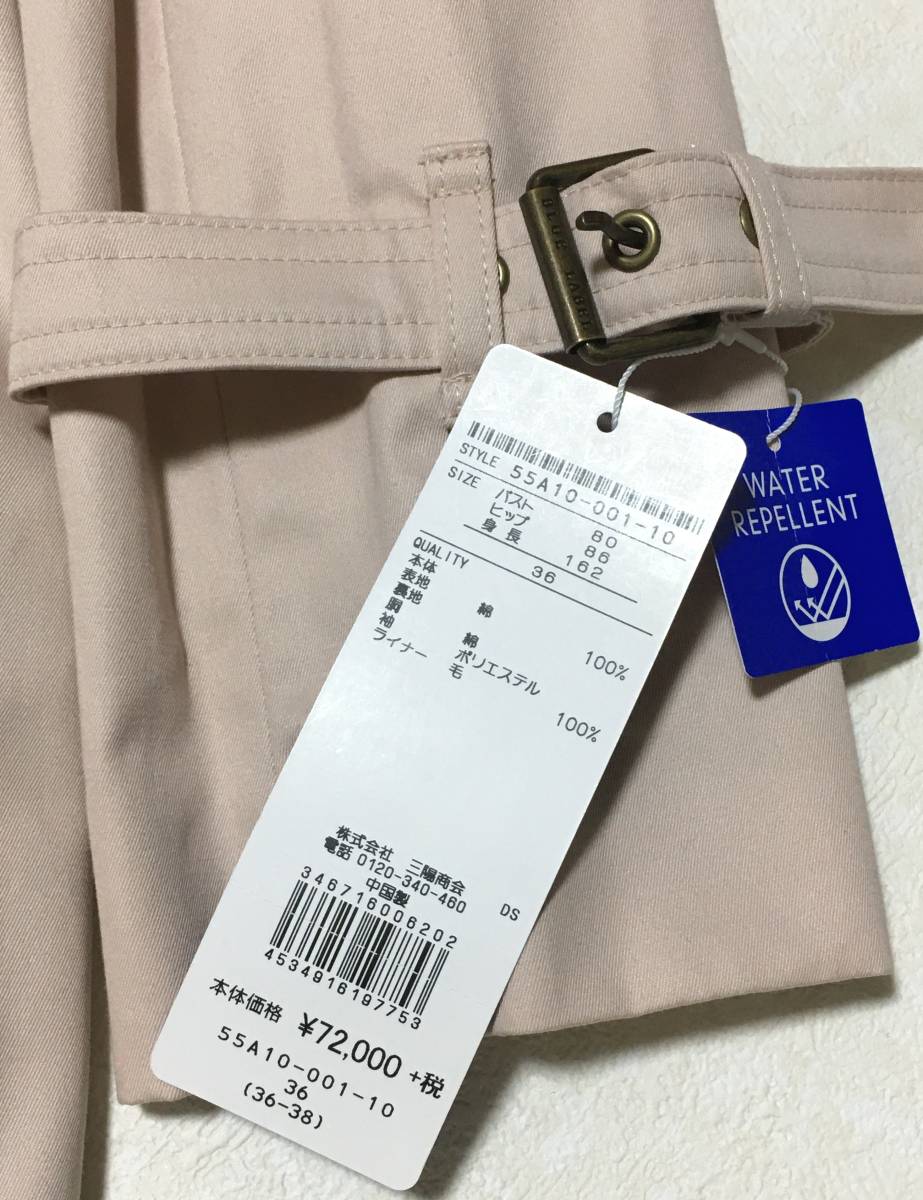 BLUE LABEL
STYLE 55A10-001-10
SIZE バスト 80
ヒップ 86
身長 162
36
QUALITY
本体
表地 綿 100%
裏地
胴 綿 100%
袖 ポリエステル
ライナー 毛
株式会社 三陽商会
電話 0120-340-460
中国製 DS
346716006202
4534916197753
本体価格 ¥72,000 +税
55A10-001-10
36
(36-38)
WATER
REPELLENT